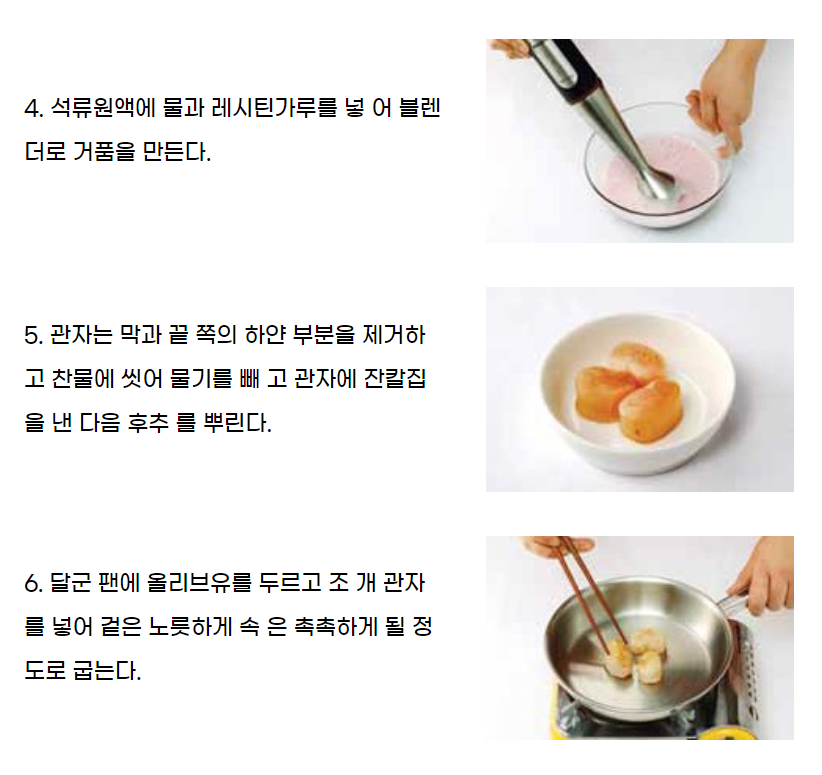 4. 석류원액에 물과 레시틴가루를 넣 어 블렌
더로 거품을 만든다.
5. 관자는 막과 끝 쪽의 하얀 부분을 제거하
고 찬물에 씻어 물기를 빼 고 관자에 잔칼집
을 낸 다음 후추 를 뿌린다.
6. 달군 팬에 올리브유를 두르고 조 개 관자
를 넣어 겉은 노릇하게 속 은 촉촉하게 될 정
도로 굽는다.